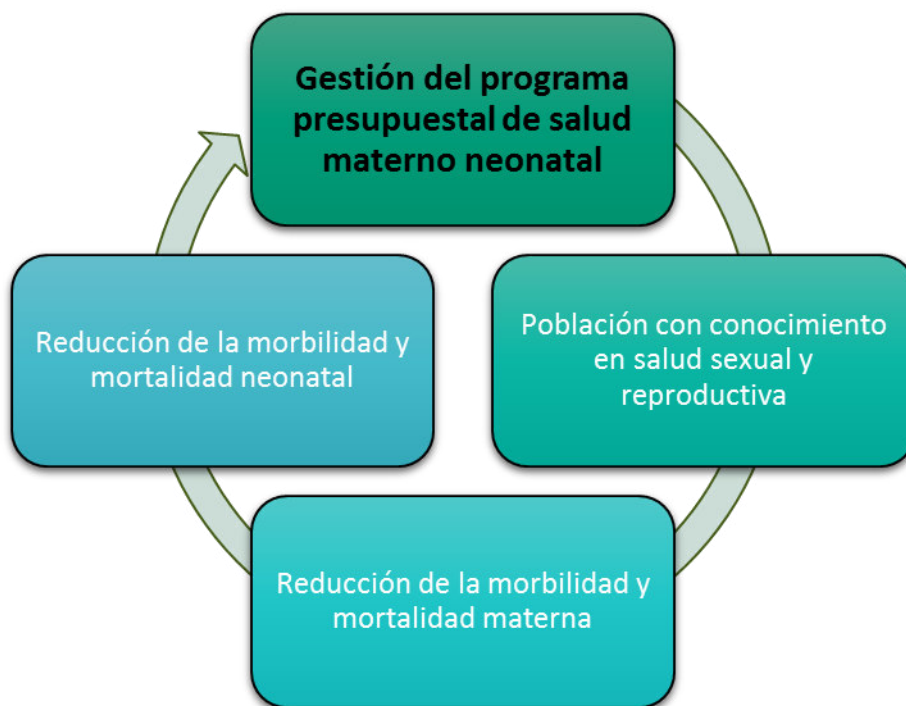 Gestión del programa
presupuestal de salud
materno neonatal
Población con conocimiento
en salud sexual y
reproductiva
Reducción de la morbilidad y
mortalidad materna
Reducción de la morbilidad y
mortalidad neonatal